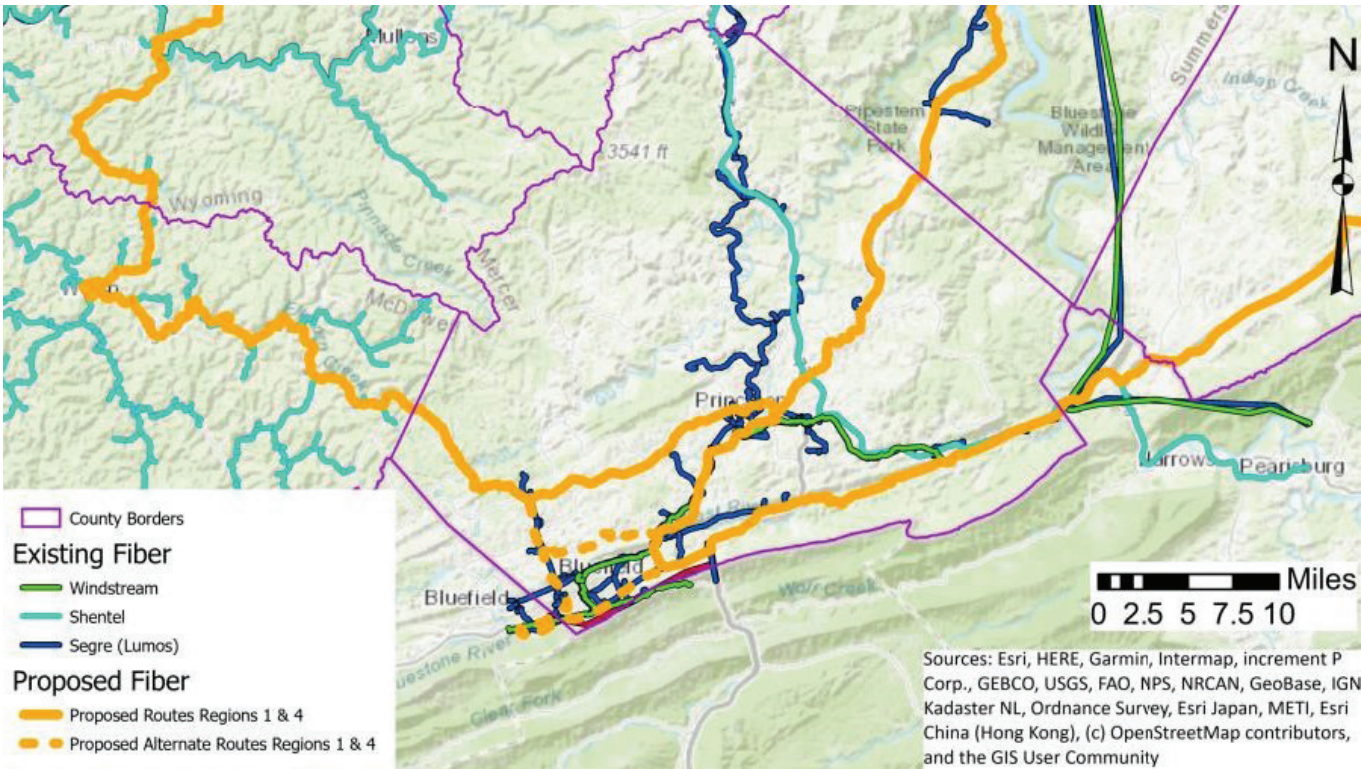 Mullens
Summers
Indian Creek
N
Pipestem
State
Park
Bluestone
Wildlife
Management
Area
3541 ft
Wyoming
Pinnacle Creek
Mercer
McDowell
Princeton
Narrows
Pearisburg
Bluefield
Bluefield
Wolf Creek
Clear Fork
County Borders
Existing Fiber
Windstream
Shentel
Segre (Lumos)
Proposed Fiber
Proposed Routes Regions 1 & 4
Proposed Alternate Routes Regions 1 & 4
Miles
0 2.5 5 7.5 10
Sources: Esri, HERE, Garmin, Intermap, increment P
Corp., GEBCO, USGS, FAO, NPS, NRCAN, GeoBase, IGN
Kadaster NL, Ordnance Survey, Esri Japan, METI, Esri
China (Hong Kong), (c) OpenStreetMap contributors,
and the GIS User Community